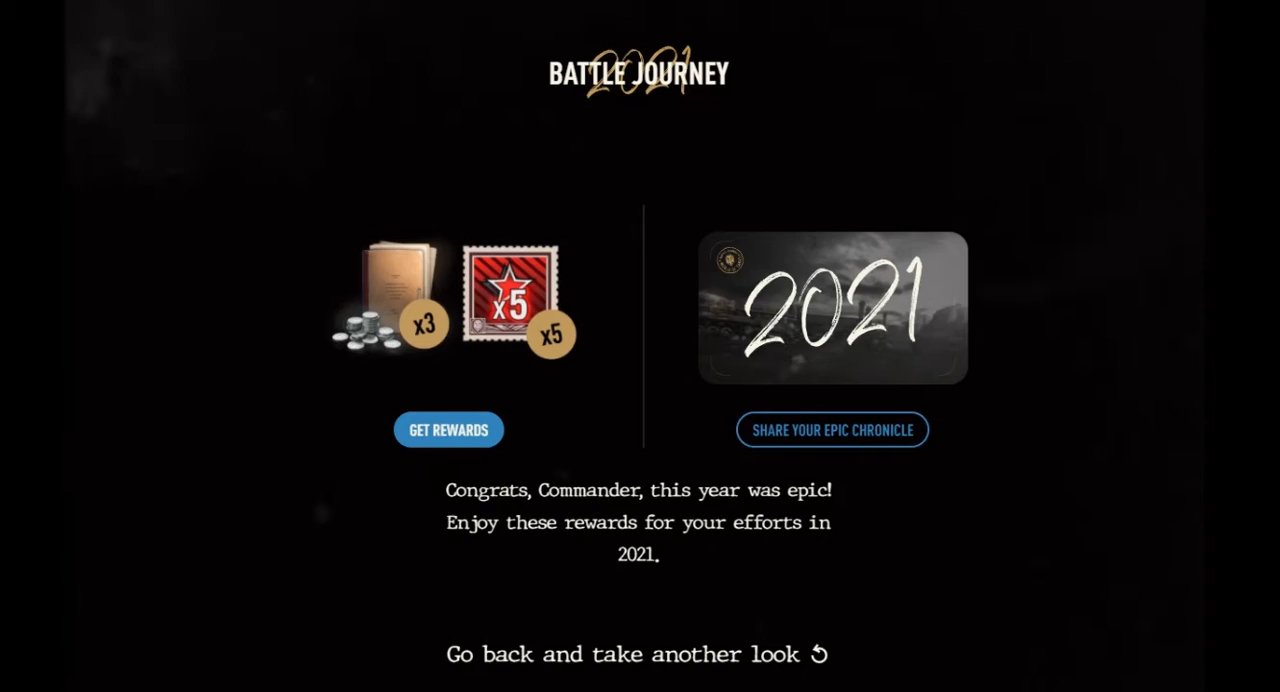 2021
BATTLE JOURNEY
x3
x5
x5
2021
GET REWARDS
SHARE YOUR EPIC CHRONICLE
Congrats, Commander, this year was epic!
Enjoy these rewards for your efforts in
2021.
Go back and take another look